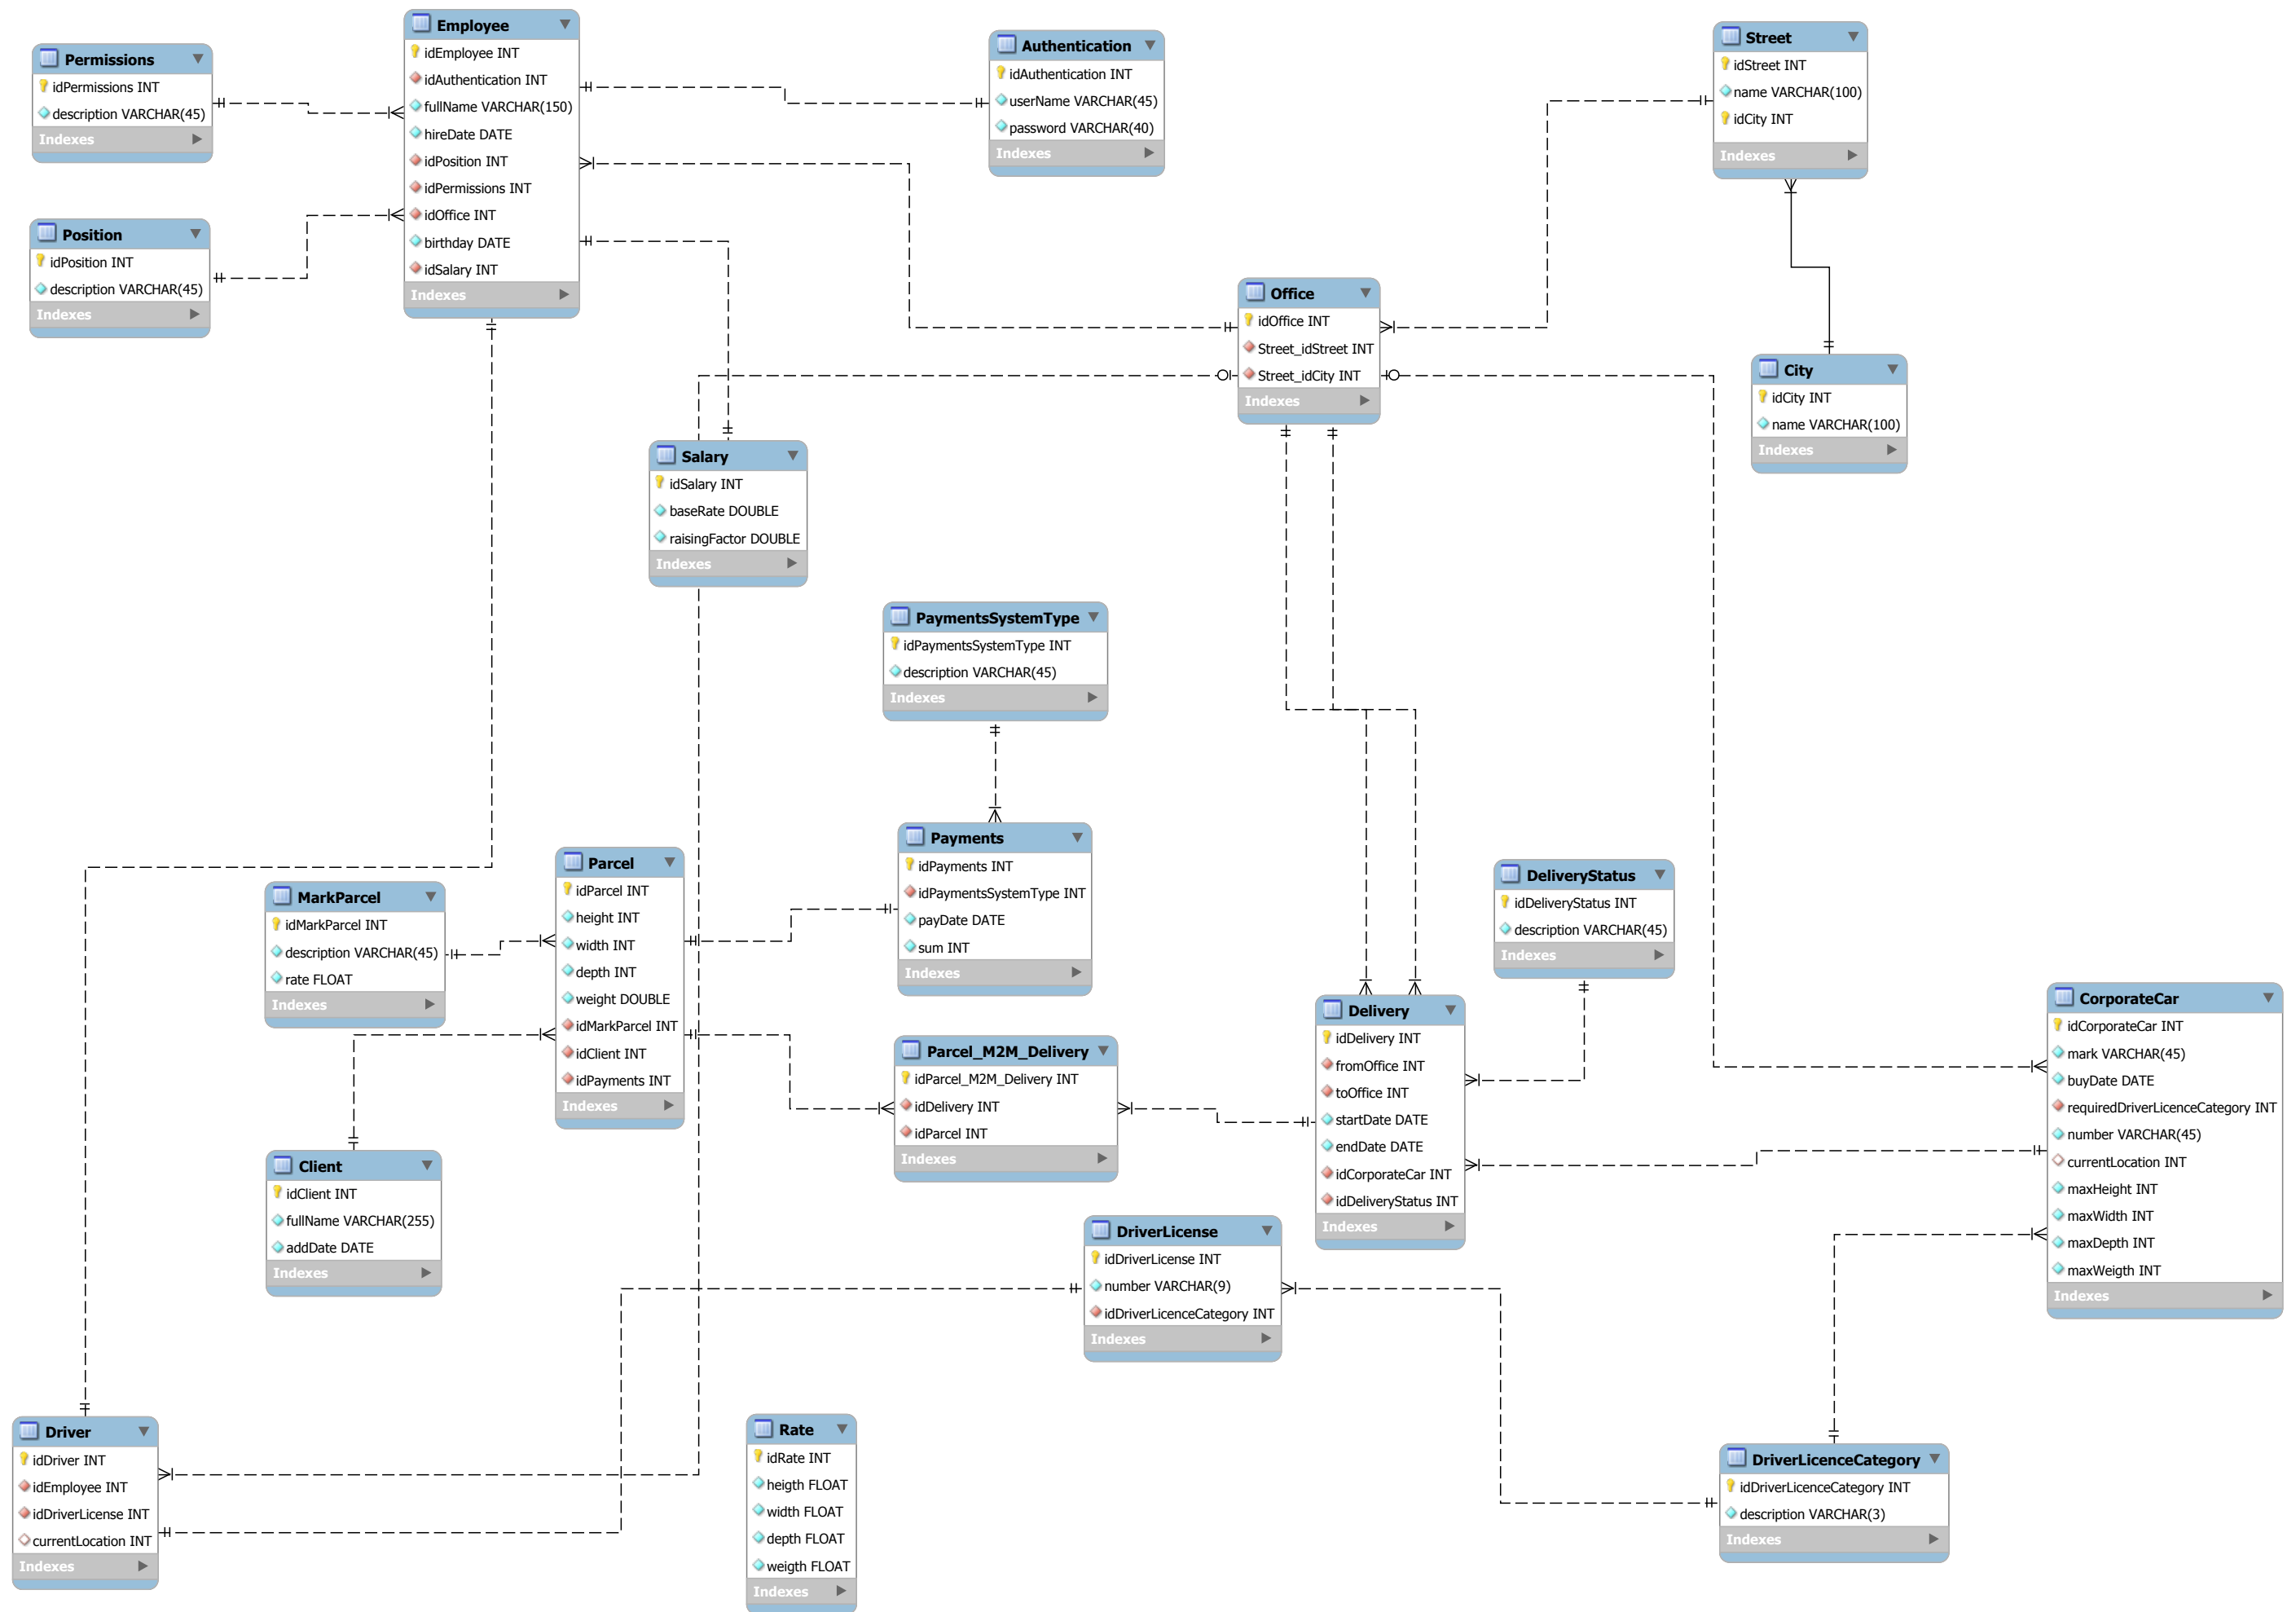 Employee
idEmployee INT
idAuthentication INT
fullName VARCHAR(150)
hireDate DATE
idPosition INT
idPermissions INT
idOffice INT
birthday DATE
idSalary INT
Indexes
Permissions
idPermissions INT
description VARCHAR(45)
Indexes
Position
idPosition INT
description VARCHAR(45)
Indexes
Authentication
idAuthentication INT
userName VARCHAR(45)
password VARCHAR(40)
Indexes
Street
idStreet INT
name VARCHAR(100)
idCity INT
Indexes
Office
idOffice INT
Street_idStreet INT
Street_idCity INT
Indexes
City
idCity INT
name VARCHAR(100)
Indexes
Salary
idSalary INT
baseRate DOUBLE
raisingFactor DOUBLE
Indexes
PaymentsSystemType
idPaymentsSystemType INT
description VARCHAR(45)
Indexes
Payments
idPayments INT
idPaymentsSystemType INT
payDate DATE
sum INT
Indexes
Parcel
idParcel INT
height INT
width INT
depth INT
weight DOUBLE
idMarkParcel INT
idClient INT
idPayments INT
Indexes
MarkParcel
idMarkParcel INT
description VARCHAR(45)
rate FLOAT
Indexes
DeliveryStatus
idDeliveryStatus INT
description VARCHAR(45)
Indexes
CorporateCar
idCorporateCar INT
mark VARCHAR(45)
buyDate DATE
requiredDriverLicenceCategory INT
number VARCHAR(45)
currentLocation INT
maxHeight INT
maxWidth INT
maxDepth INT
maxWeigth INT
Indexes
Delivery
idDelivery INT
fromOffice INT
toOffice INT
startDate DATE
endDate DATE
idCorporateCar INT
idDeliveryStatus INT
Indexes
Parcel_M2M_Delivery
idParcel_M2M_Delivery INT
idDelivery INT
idParcel INT
Indexes
Client
idClient INT
fullName VARCHAR(255)
addDate DATE
Indexes
DriverLicense
idDriverLicense INT
number VARCHAR(9)
idDriverLicenceCategory INT
Indexes
Driver
idDriver INT
idEmployee INT
idDriverLicense INT
currentLocation INT
Indexes
Rate
idRate INT
heigth FLOAT
width FLOAT
depth FLOAT
weigth FLOAT
Indexes
DriverLicenceCategory
idDriverLicenceCategory INT
description VARCHAR(3)
Indexes